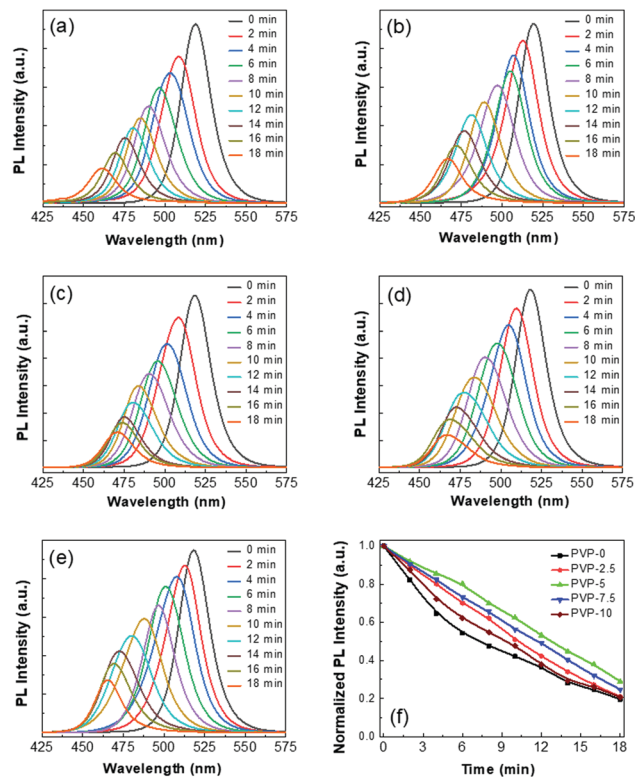 (a)
0 min
2 min
4 min
6 min
8 min
10 min
12 min
14 min
16 min
18 min
PL Intensity (a.u.)
425 450 475 500 525 550 575
Wavelength (nm)
(b)
0 min
2 min
4 min
6 min
8 min
10 min
12 min
14 min
16 min
18 min
PL Intensity (a.u.)
425 450 475 500 525 550 575
Wavelength (nm)
(c)
0 min
2 min
4 min
6 min
8 min
10 min
12 min
14 min
16 min
18 min
PL Intensity (a.u.)
425 450 475 500 525 550 575
Wavelength (nm)
(d)
0 min
2 min
4 min
6 min
8 min
10 min
12 min
14 min
16 min
18 min
PL Intensity (a.u.)
425 450 475 500 525 550 575
Wavelength (nm)
(e)
0 min
2 min
4 min
6 min
8 min
10 min
12 min
14 min
16 min
18 min
PL Intensity (a.u.)
425 450 475 500 525 550 575
Wavelength (nm)
1.0
0.8
0.6
0.4
0.2
0.0
Normalized PL Intensity (a.u.)
PVP-0
PVP-2.5
PVP-5
PVP-7.5
PVP-10
(f)
0 3 6 9 12 15 18
Time (min)